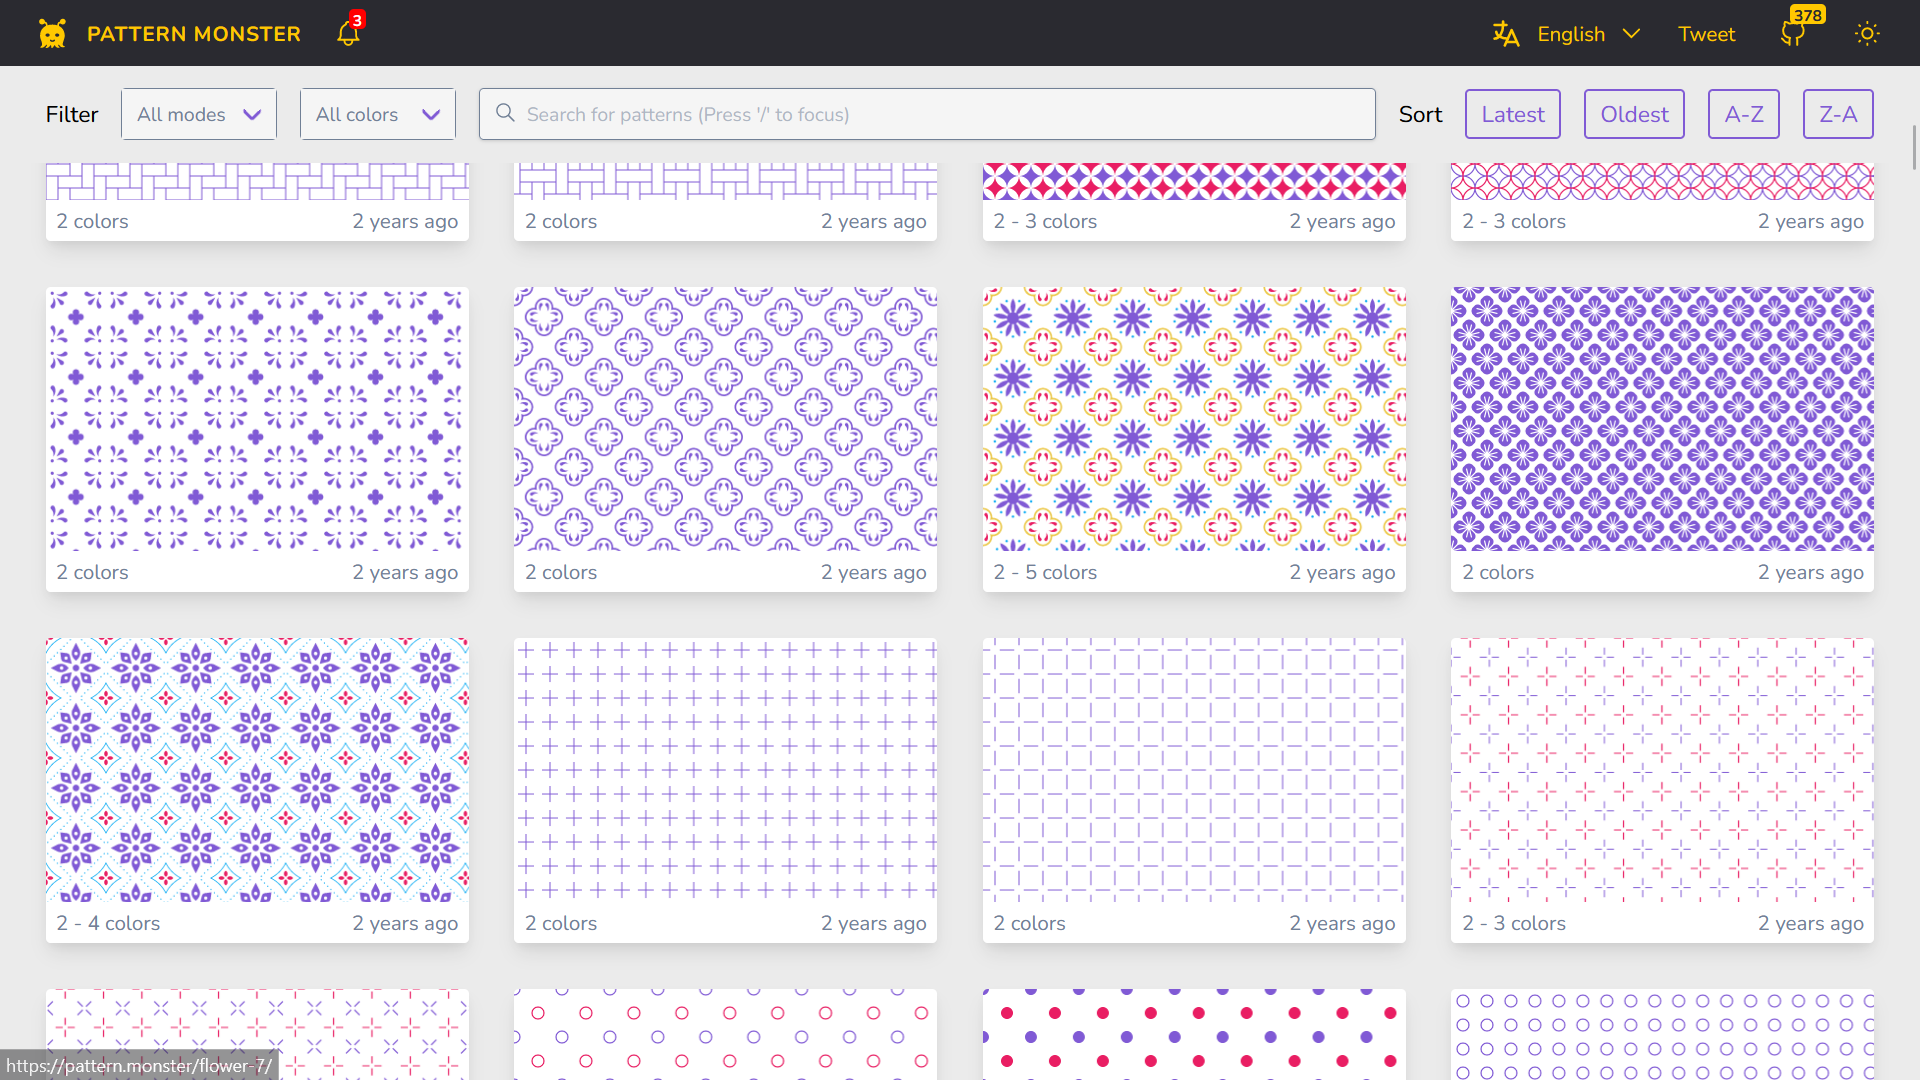 PATTERN MONSTER 3 English Tweet 378
Filter All modes All colors Search for patterns (Press '/' to focus) Sort Latest Oldest A-Z Z-A
2 colors 2 years ago 2 colors 2 years ago 2 - 3 colors 2 years ago 2 - 3 colors 2 years ago
2 colors 2 years ago 2 colors 2 years ago 2 - 5 colors 2 years ago 2 colors 2 years ago
2 - 4 colors 2 years ago 2 colors 2 years ago 2 colors 2 years ago 2 - 3 colors 2 years ago
https://pattern.monster/flower-7/